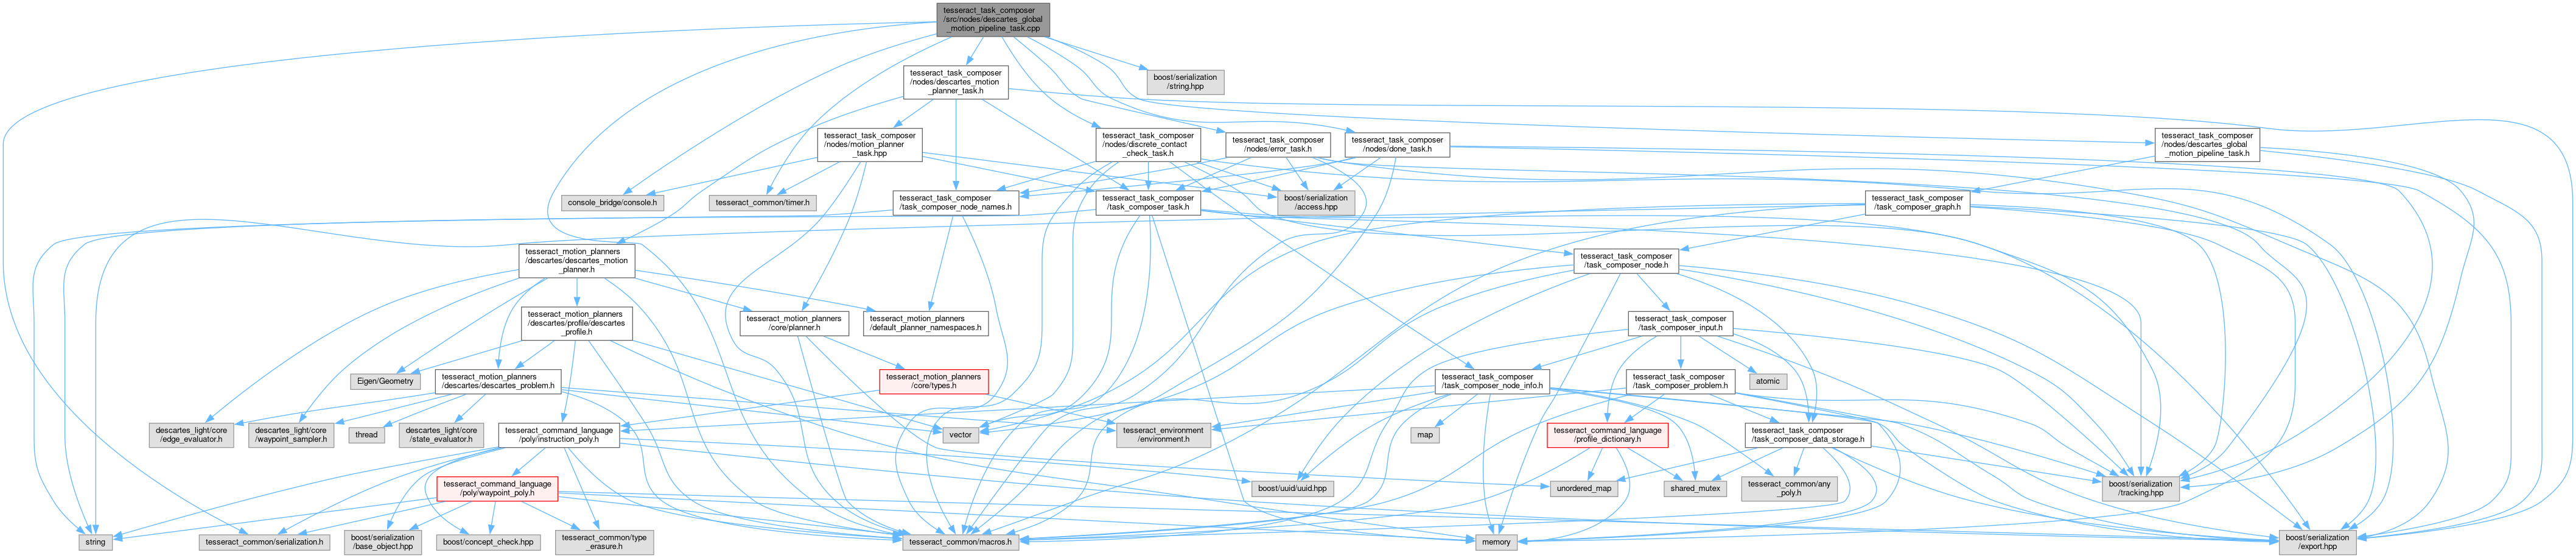 tesseract_task_composer
/src/nodes/descartes_global
_motion_pipeline_task.cpp
tesseract_task_composer
/nodes/descartes_motion
_planner_task.h
boost/serialization
/string.hpp
tesseract_task_composer
/nodes/motion_planner
_task.hpp
tesseract_task_composer
/nodes/discrete_contact
_check_task.h
tesseract_task_composer
/nodes/error_task.h
tesseract_task_composer
/nodes/done_task.h
tesseract_task_composer
/nodes/descartes_global
_motion_pipeline_task.h
console_bridge/console.h
tesseract_common/timer.h
tesseract_task_composer
/task_composer_node_names.h
tesseract_task_composer
/task_composer_task.h
boost/serialization
/access.hpp
tesseract_task_composer
/task_composer_graph.h
tesseract_motion_planners
/descartes/descartes_motion
_planner.h
tesseract_task_composer
/task_composer_node.h
tesseract_motion_planners
/descartes/profile/descartes
_profile.h
tesseract_motion_planners
/core/planner.h
tesseract_motion_planners
/default_planner_namespaces.h
tesseract_task_composer
/task_composer_input.h
Eigen/Geometry
tesseract_motion_planners
/descartes/descartes_problem.h
tesseract_motion_planners
/core/types.h
tesseract_task_composer
/task_composer_node_info.h
tesseract_task_composer
/task_composer_problem.h
atomic
descartes_light/core
/edge_evaluator.h
descartes_light/core
/waypoint_sampler.h
thread
descartes_light/core
/state_evaluator.h
tesseract_command_language
/poly/instruction_poly.h
vector
tesseract_environment
/environment.h
map
tesseract_command_language
/profile_dictionary.h
tesseract_task_composer
/task_composer_data_storage.h
tesseract_command_language
/poly/waypoint_poly.h
boost/uuid/uuid.hpp
unordered_map
shared_mutex
tesseract_common/any
_poly.h
boost/serialization
/tracking.hpp
string
tesseract_common/serialization.h
boost/serialization
/base_object.hpp
boost/concept_check.hpp
tesseract_common/type
_erasure.h
tesseract_common/macros.h
memory
boost/serialization
/export.hpp